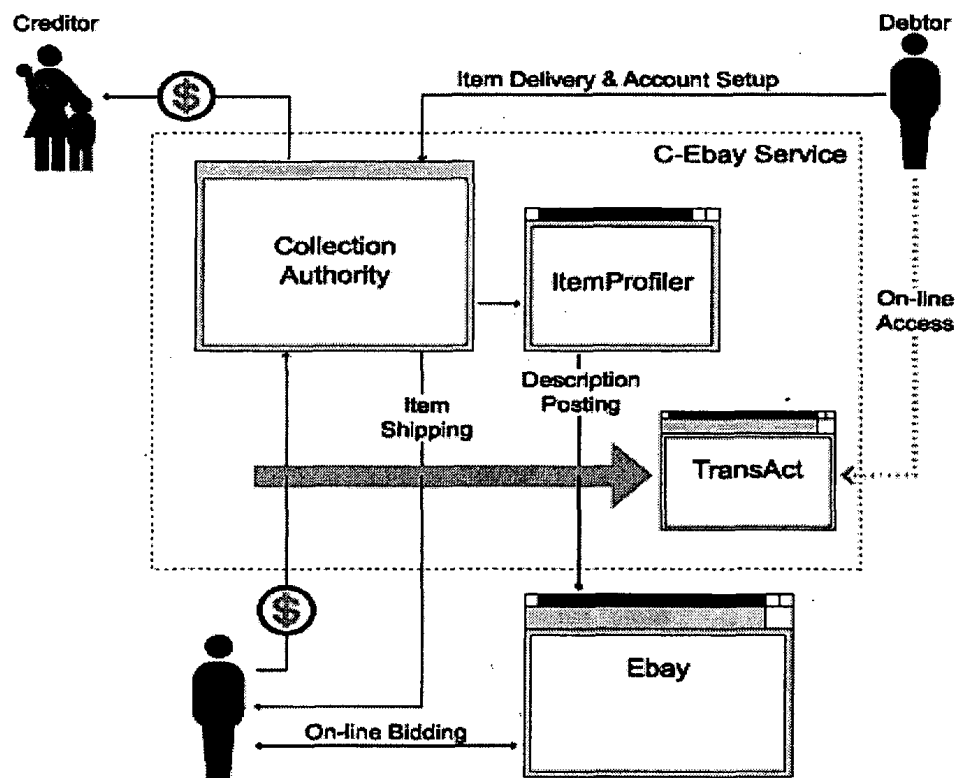 Creditor
Debtor
$
Item Delivery & Account Setup
C-Ebay Service
Collection
Authority
ItemProfiler
On-line
Access
Item
Shipping
Description
Posting
TransAct
$
Ebay
On-line Bidding